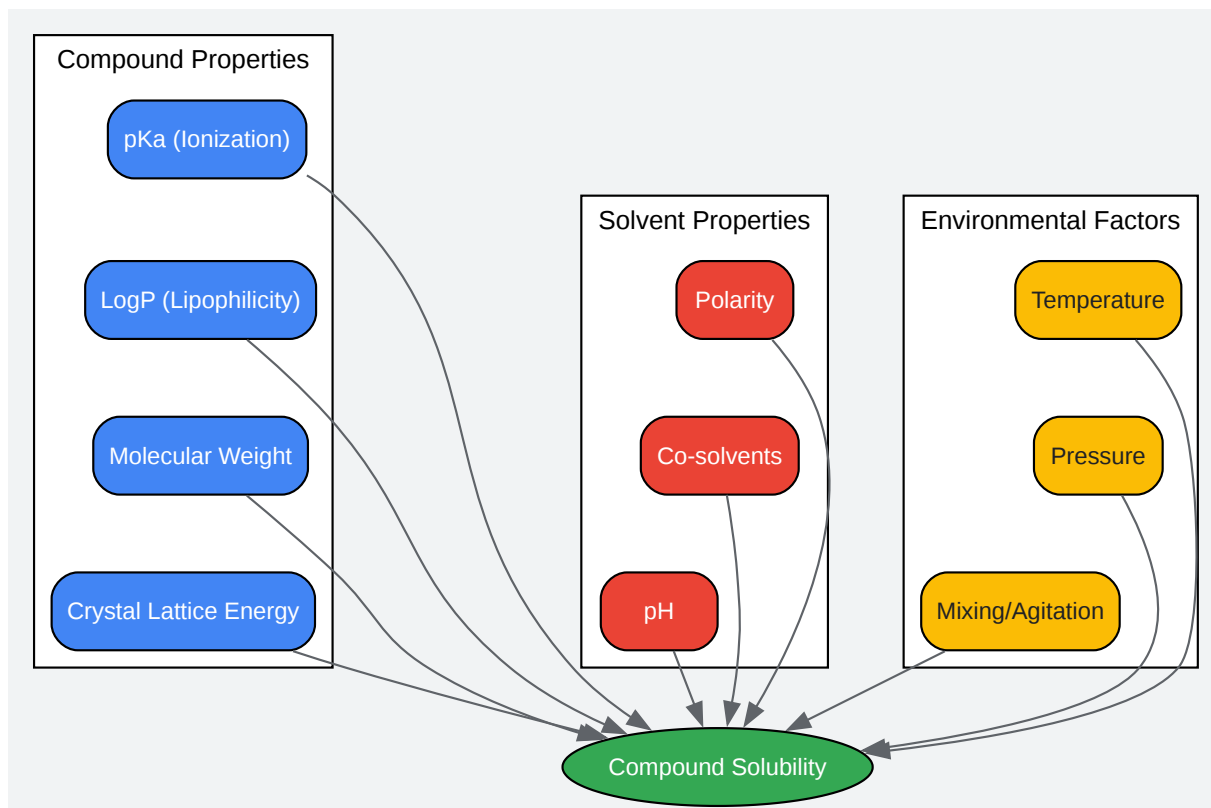 Compound Properties
pKa (Ionization)
LogP (Lipophilicity)
Molecular Weight
Crystal Lattice Energy
Solvent Properties
Polarity
Co-solvents
pH
Environmental Factors
Temperature
Pressure
Mixing/Agitation
Compound Solubility